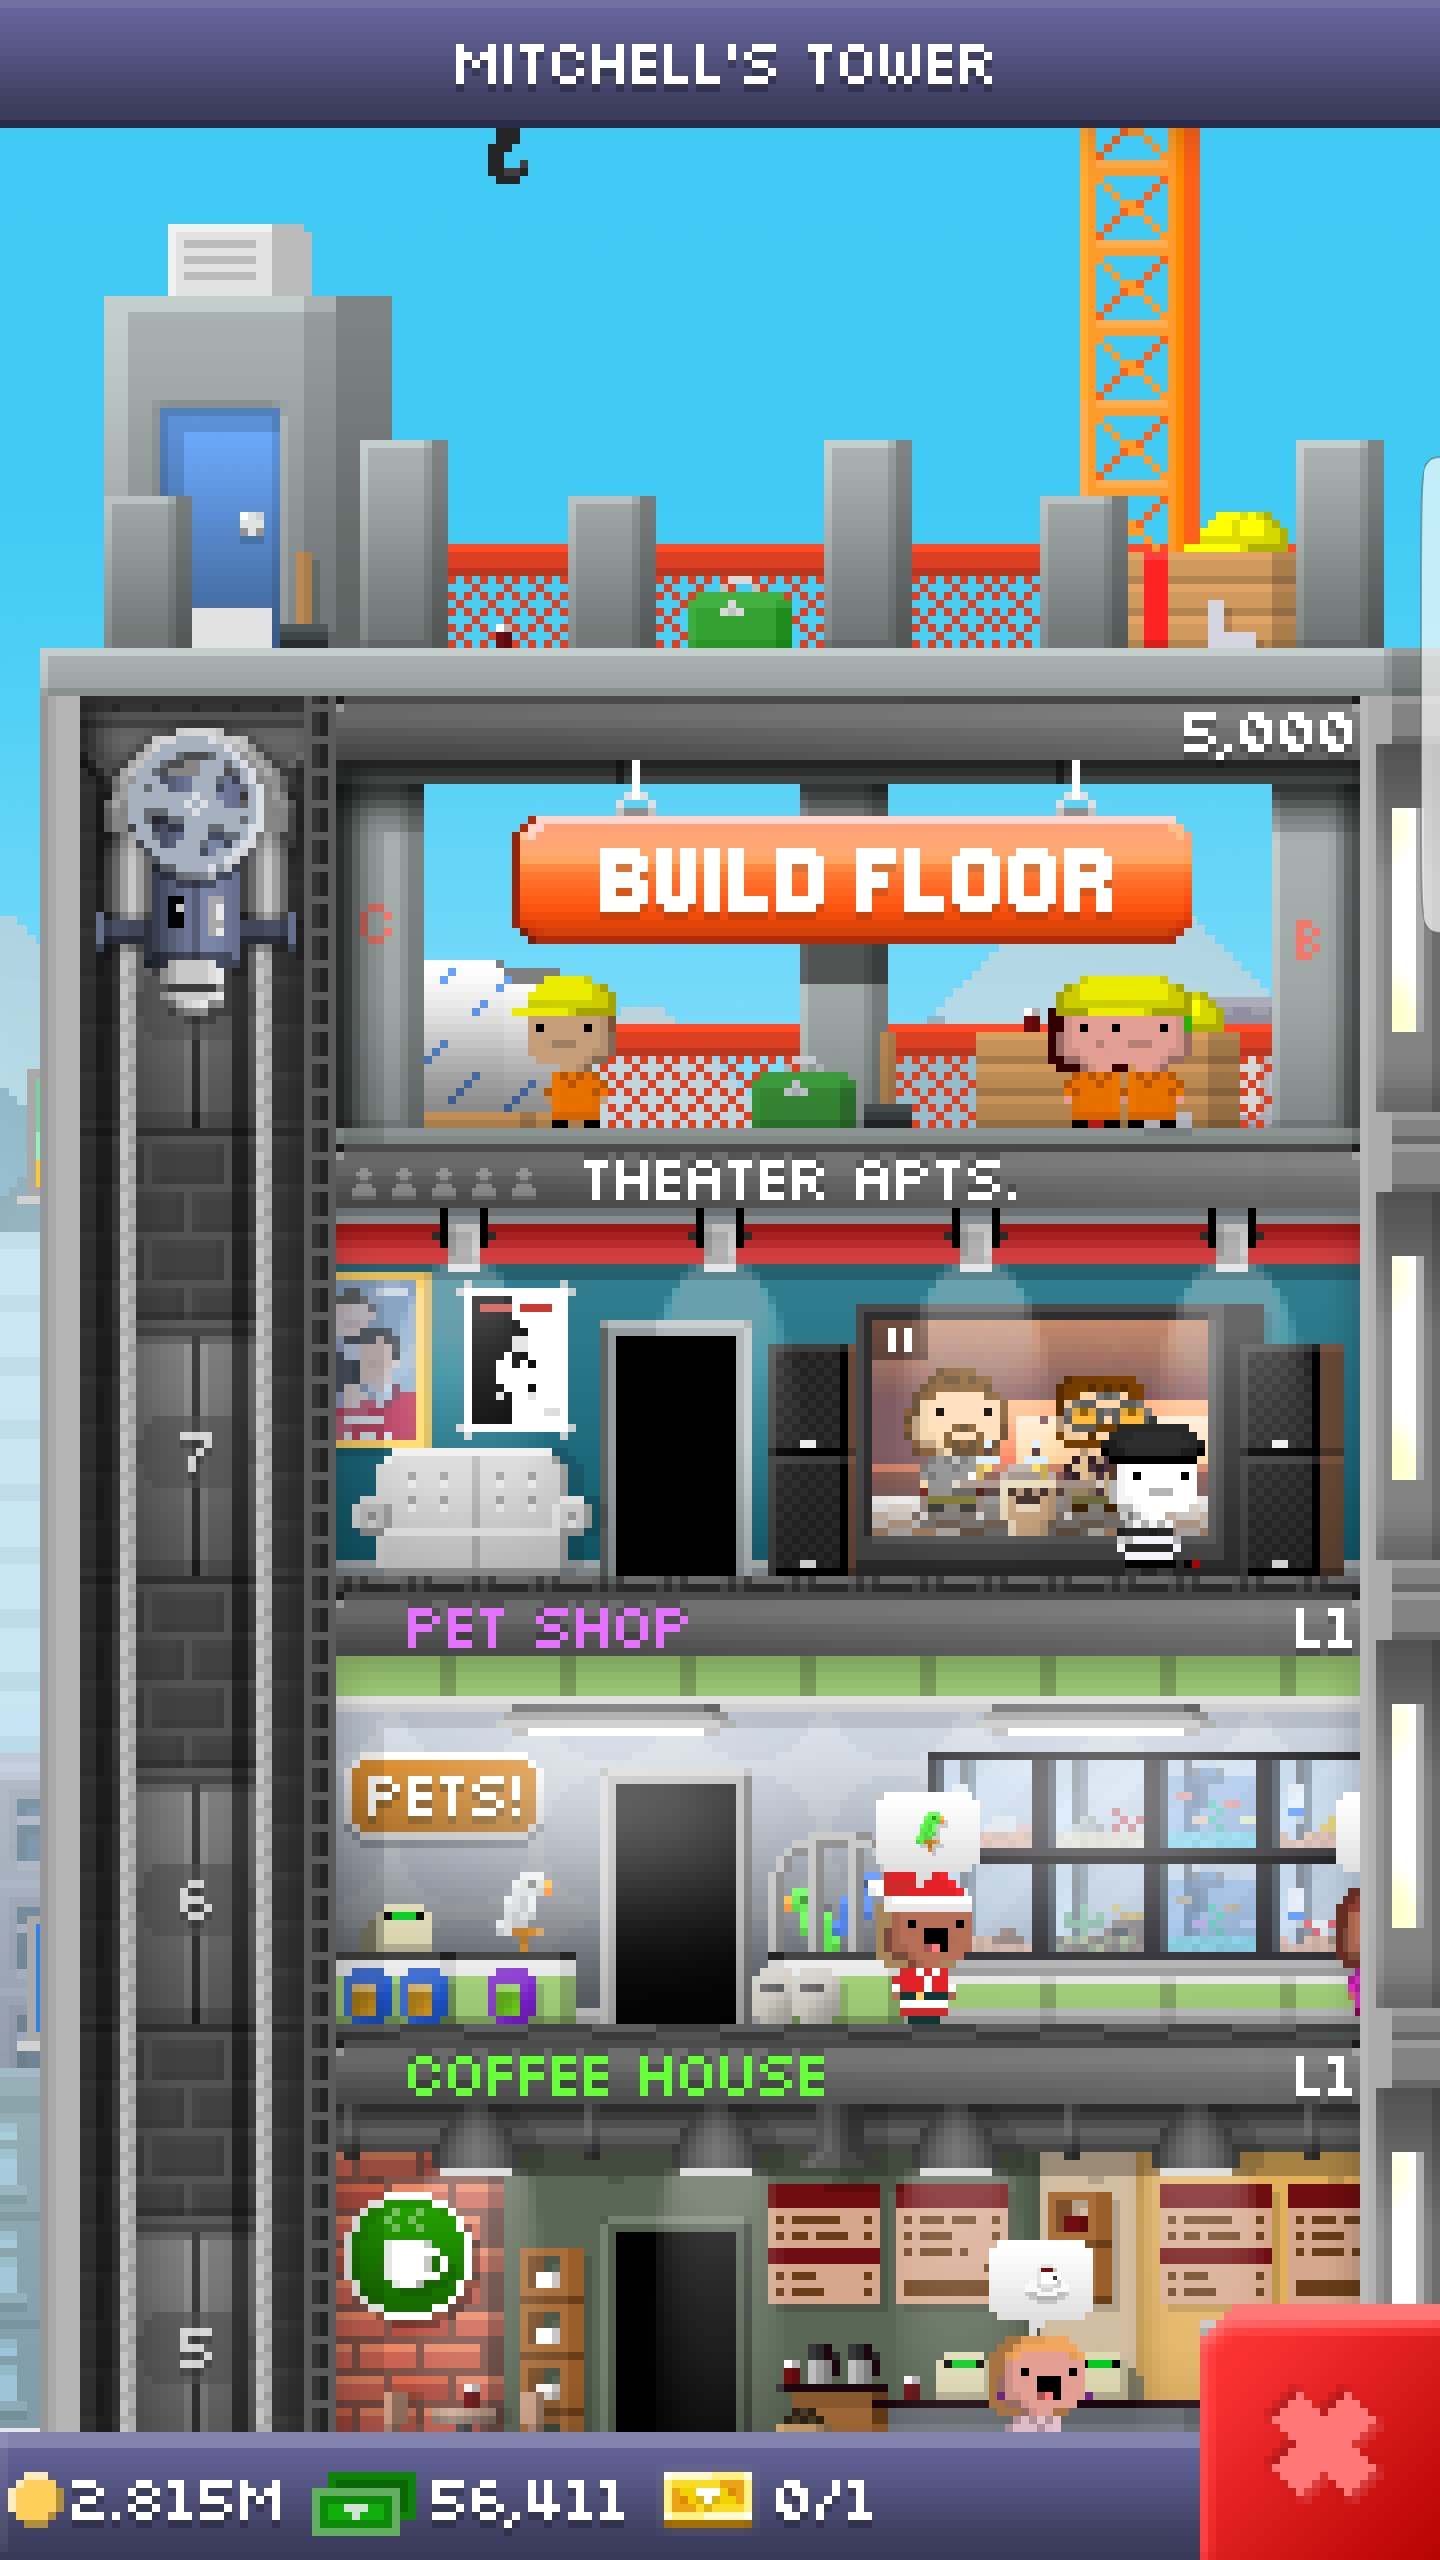 MITCHELL'S TOWER
5,000
BUILD FLOOR
C
B
THEATER APTS.
7
PET SHOP L1
PETS!
6
COFFEE HOUSE L1
5
2.815M 56,411 0/1